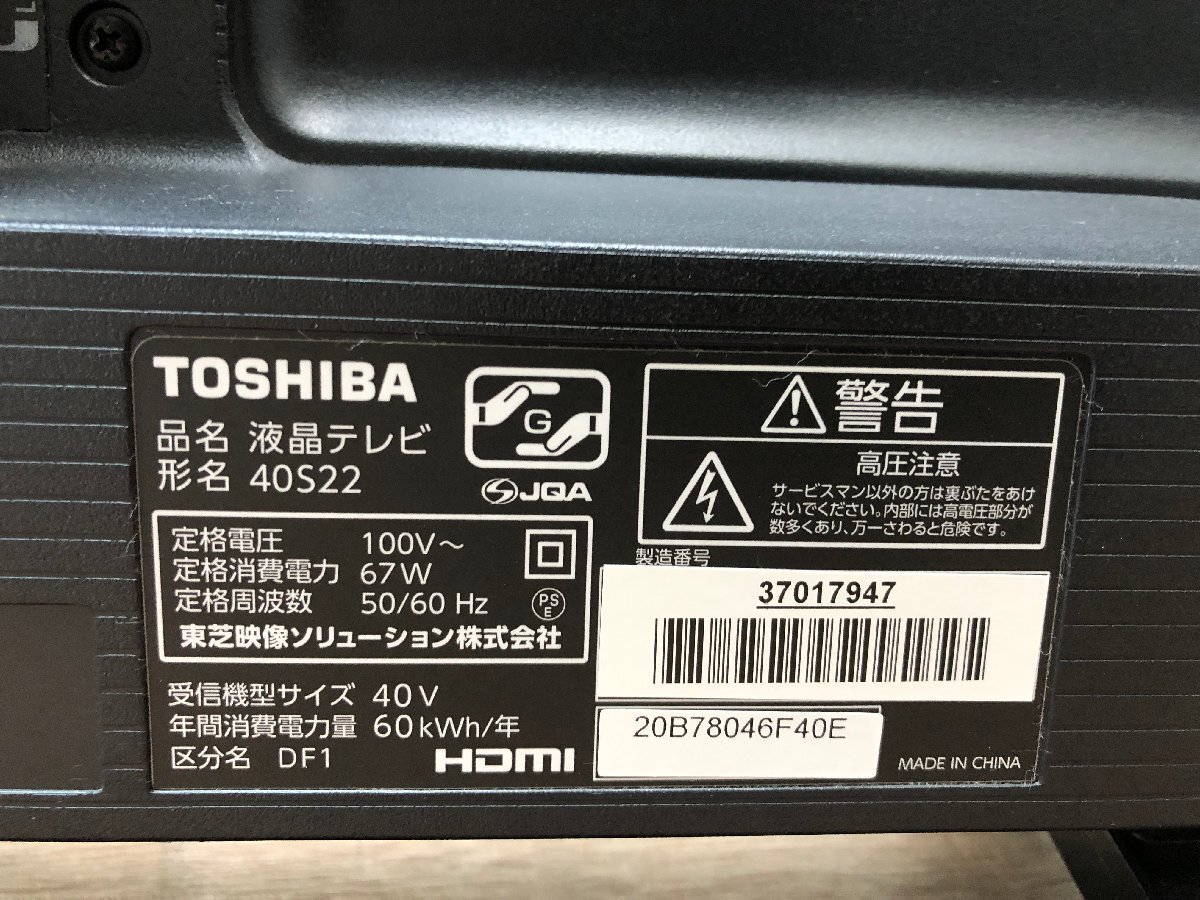 TOSHIBA
品名 液晶テレビ
形名 40S22
G
JQA
定格電圧 100V～
定格消費電力 67W
定格周波数 50/60 Hz
PS
E
東芝映像ソリューション株式会社
受信機型サイズ 40V
年間消費電力量 60kWh/年
区分名 DF1
HDMI
警告
高圧注意
サービスマン以外の方は裏ぶたをあけ
ないでください。内部には高電圧部分が
数多くあり、万一さわると危険です。
製造番号
37017947
20B78046F40E
MADE IN CHINA